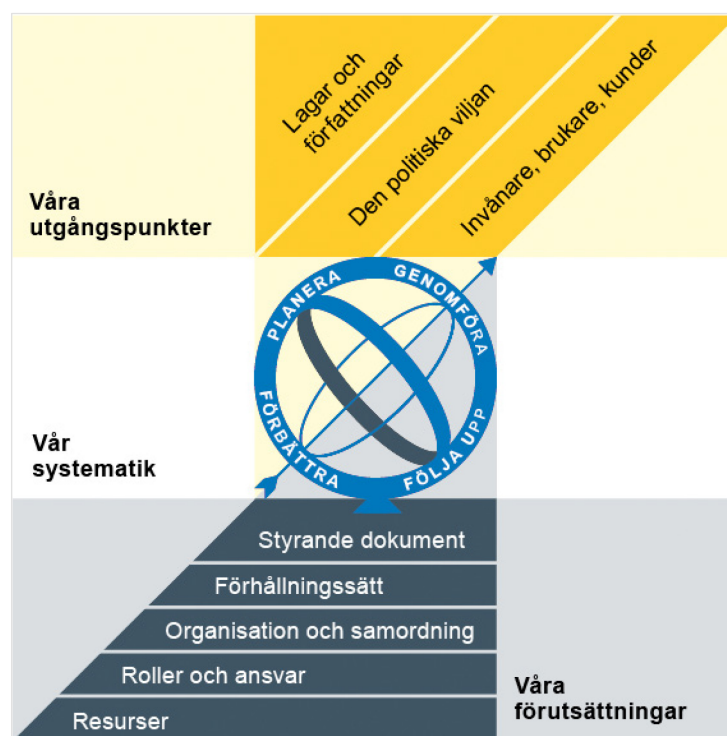 Lagar och
författningar
Den politiska viljan
Invånare, brukare, kunder
Våra
utgångspunkter
PLANERA
GENOMFÖRA
FÖRBÄTTRA
FÖLJA UPP
Vår
systematik
Styrande dokument
Förhållningssätt
Organisation och samordning
Roller och ansvar
Resurser
Våra
förutsättningar